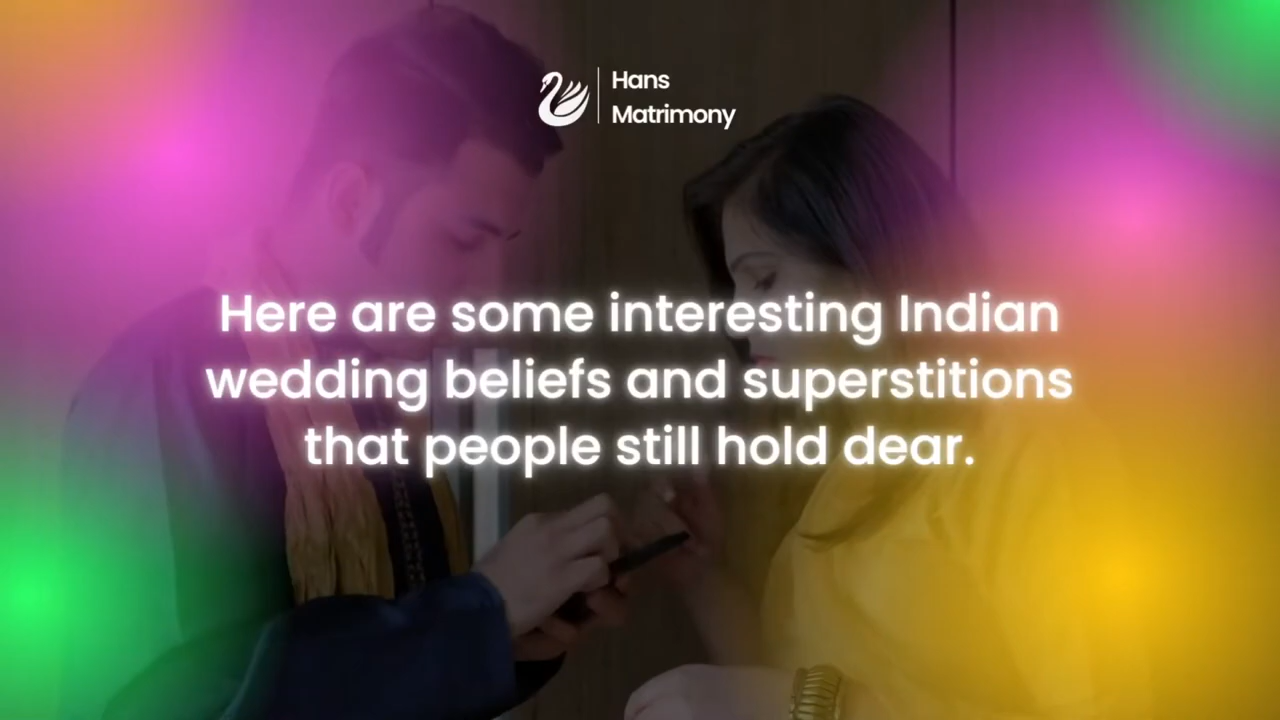 Hans
Matrimony
Here are some interesting Indian
wedding beliefs and superstitions
that people still hold dear.